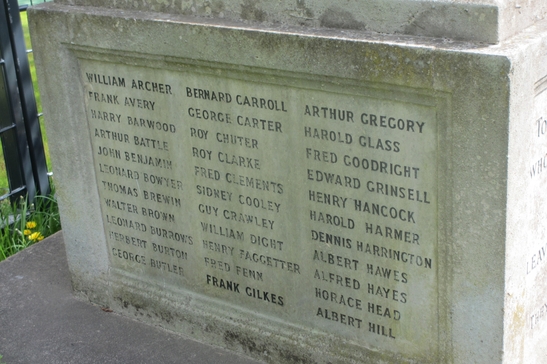 WILLIAM ARCHER
FRANK AVERY
HARRY BARWOOD
ARTHUR BATTLE
JOHN BENJAMIN
LEONARD BOWYER
THOMAS BREWIN
WALTER BROWN
LEONARD BURROWS
HERBERT BURTON
GEORGE BUTLER
BERNARD CARROLL
GEORGE CARTER
ROY CHUTER
ROY CLARKE
FRED CLEMENTS
SIDNEY COOLEY
GUY CRAWLEY
WILLIAM DIGHT
HENRY FAGGETTER
FRED FENN
FRANK GILKES
ARTHUR GREGORY
HAROLD GLASS
FRED GOODRIGHT
EDWARD GRINSELL
HENRY HANCOCK
HAROLD HARMER
DENNIS HARRINGTON
ALBERT HAWES
ALFRED HAYES
HORACE HEAD
ALBERT HILL